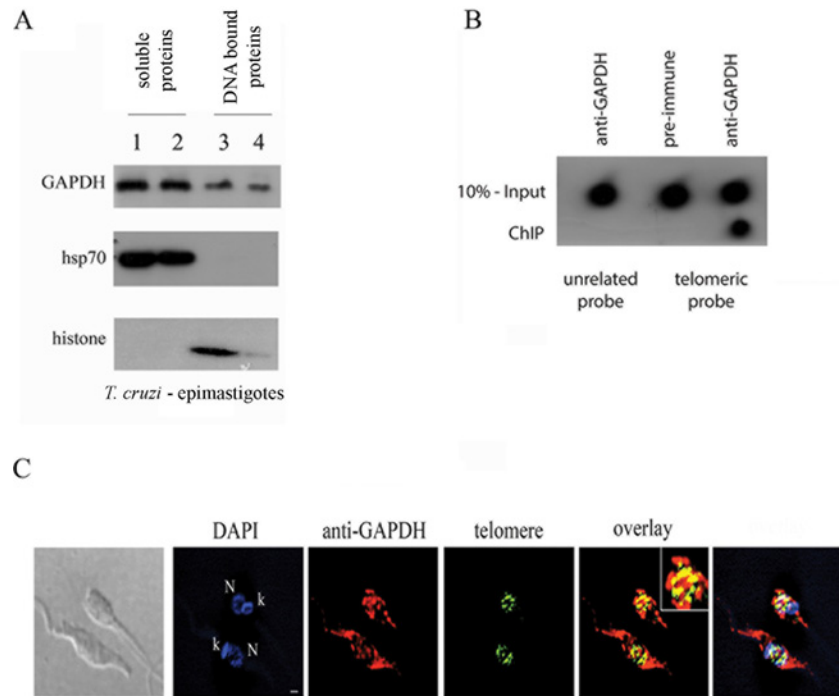 A
soluble
proteins
DNA bound
proteins
1 2 3 4
GAPDH
hsp70
histone
T. cruzi - epimastigotes
B
anti-GAPDH
pre-immune
anti-GAPDH
10% - Input
ChIP
unrelated
probe
telomeric
probe
C
DAPI
anti-GAPDH
telomere
overlay
N
k
k
N